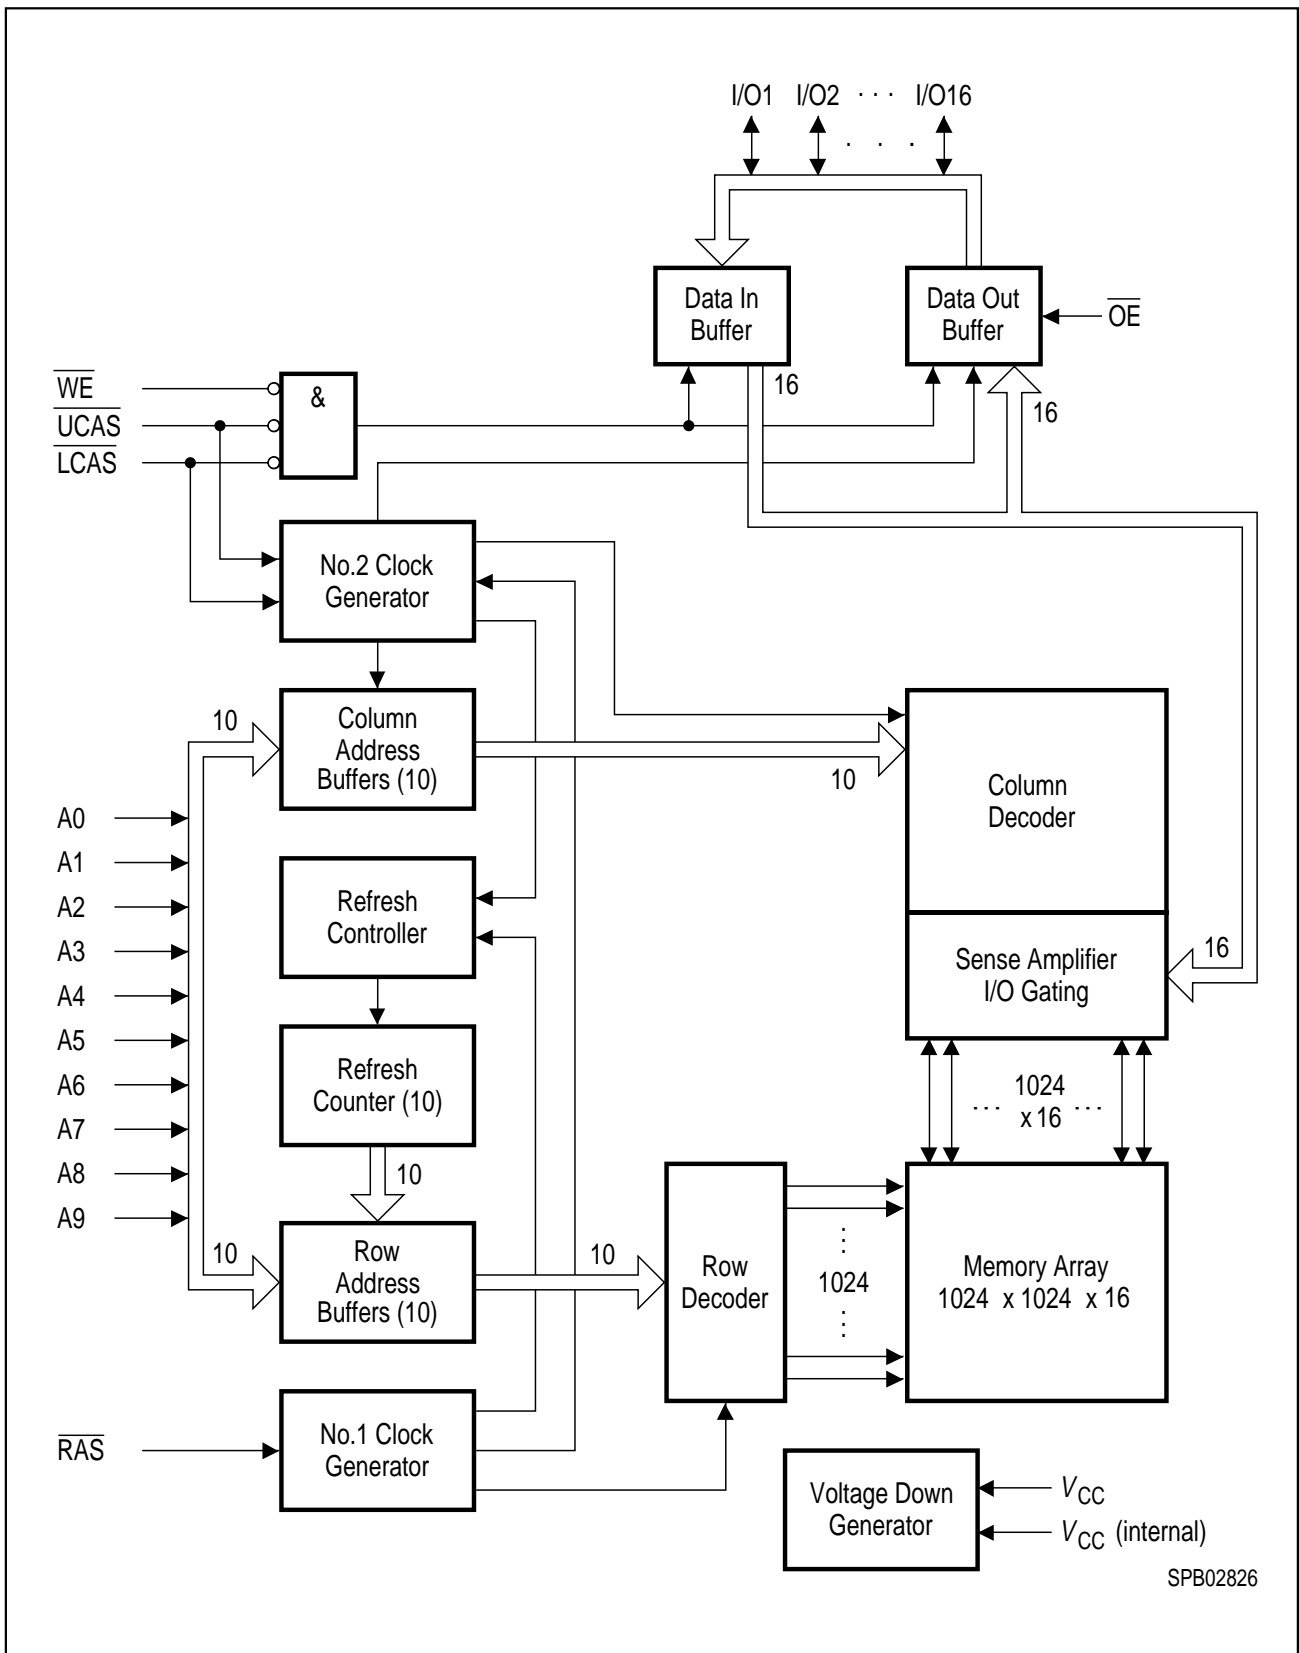 I/O1 I/O2 · · · I/O16
· · ·
Data In
Buffer
Data Out
Buffer
OE
16
16
WE
UCAS
LCAS
&
No.2 Clock
Generator
10
Column
Address
Buffers (10)
10
Column
Decoder
A0
A1
A2
A3
A4
A5
A6
A7
A8
A9
Refresh
Controller
Sense Amplifier
I/O Gating
16
Refresh
Counter (10)
10
· · · 1024
x 16 · · ·
10
Row
Address
Buffers (10)
10
Row
Decoder
1024
Memory Array
1024 x 1024 x 16
RAS
No.1 Clock
Generator
Voltage Down
Generator
VCC
VCC (internal)
SPB02826